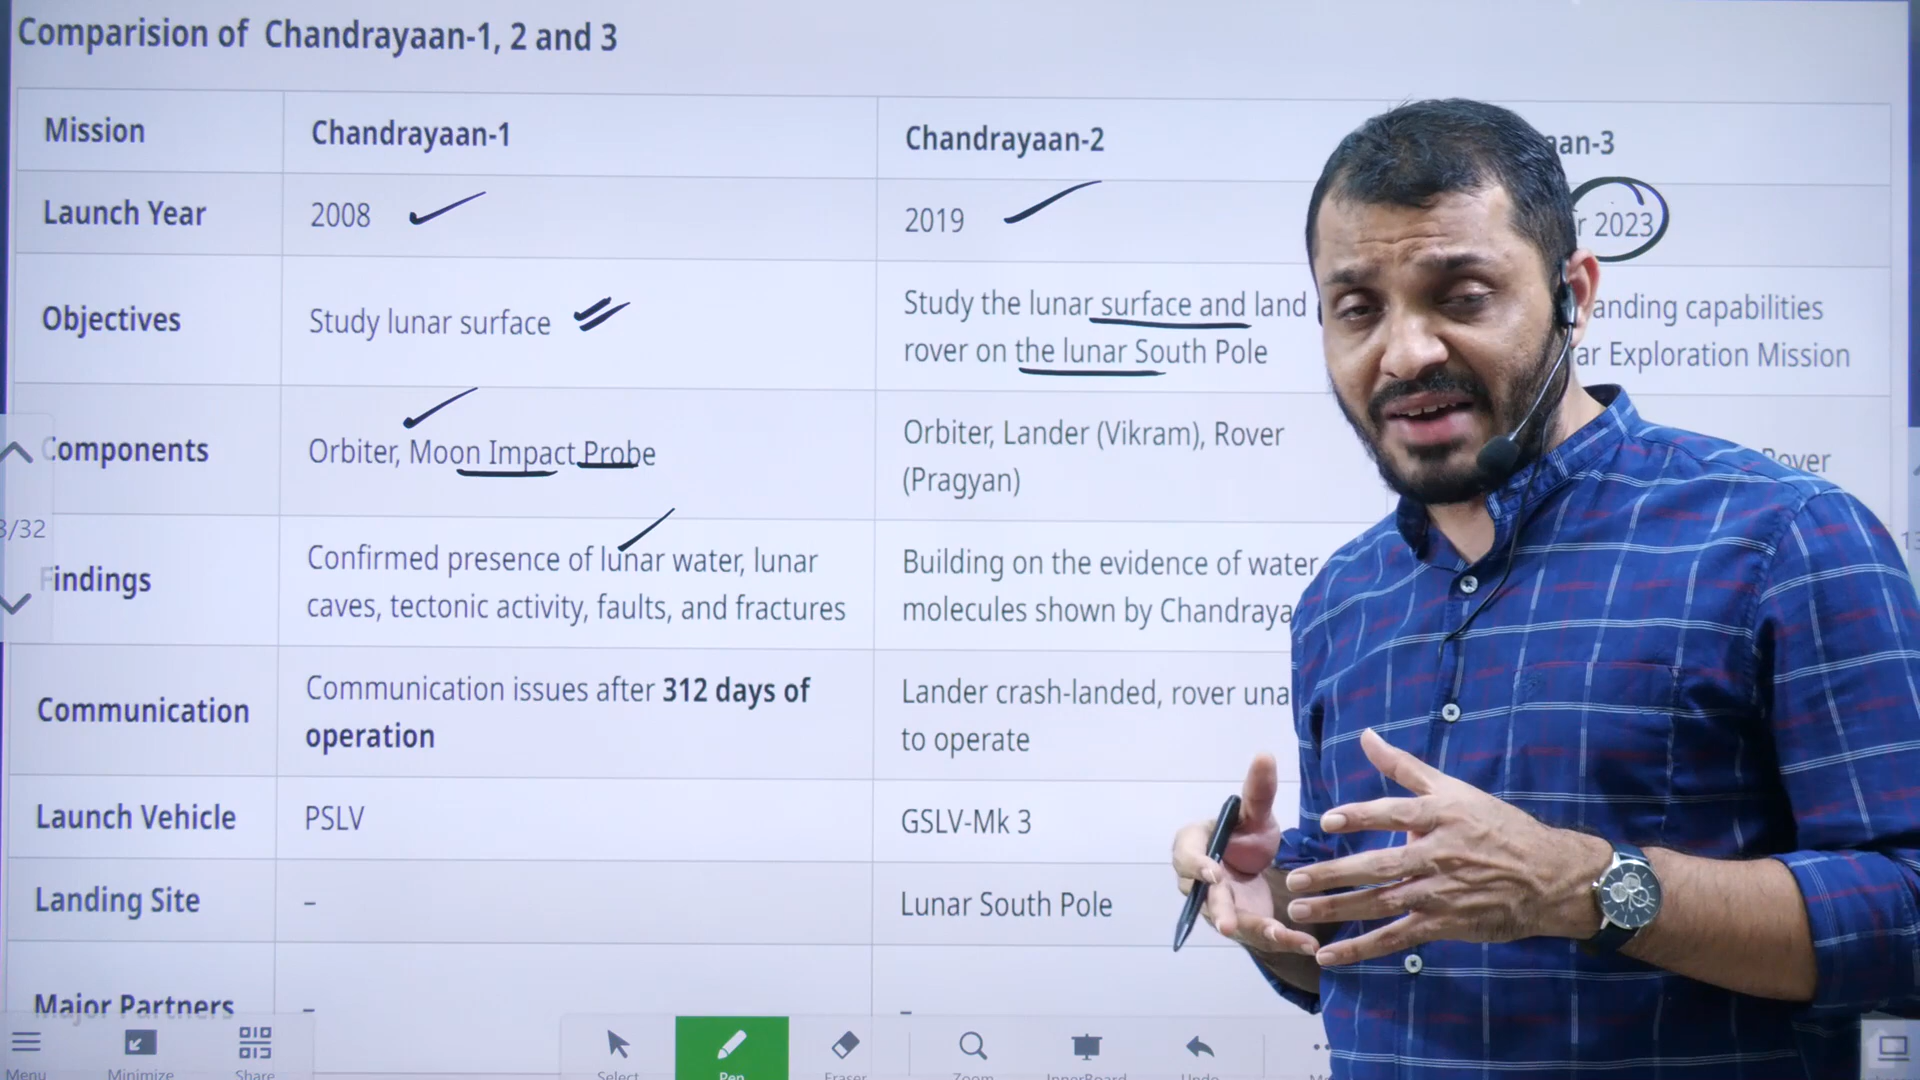 Comparision of Chandrayaan-1, 2 and 3
Mission
Chandrayaan-1
Chandrayaan-2
aan-3
Launch Year
2008
2019
r 2023
Objectives
Study lunar surface
Study the lunar surface and land
rover on the lunar South Pole
anding capabilities
ar Exploration Mission
Components
Orbiter, Moon Impact Probe
Orbiter, Lander (Vikram), Rover
(Pragyan)
Rover
3/32
Findings
Confirmed presence of lunar water, lunar
caves, tectonic activity, faults, and fractures
Building on the evidence of water
molecules shown by Chandraya
Communication
Communication issues after 312 days of
operation
Lander crash-landed, rover una
to operate
Launch Vehicle
PSLV
GSLV-Mk 3
Landing Site
–
Lunar South Pole
Major Partners
–
–
Menu
Minimize
Share
Select
Pen
Eraser
Zoom
InnerBoard
Undo